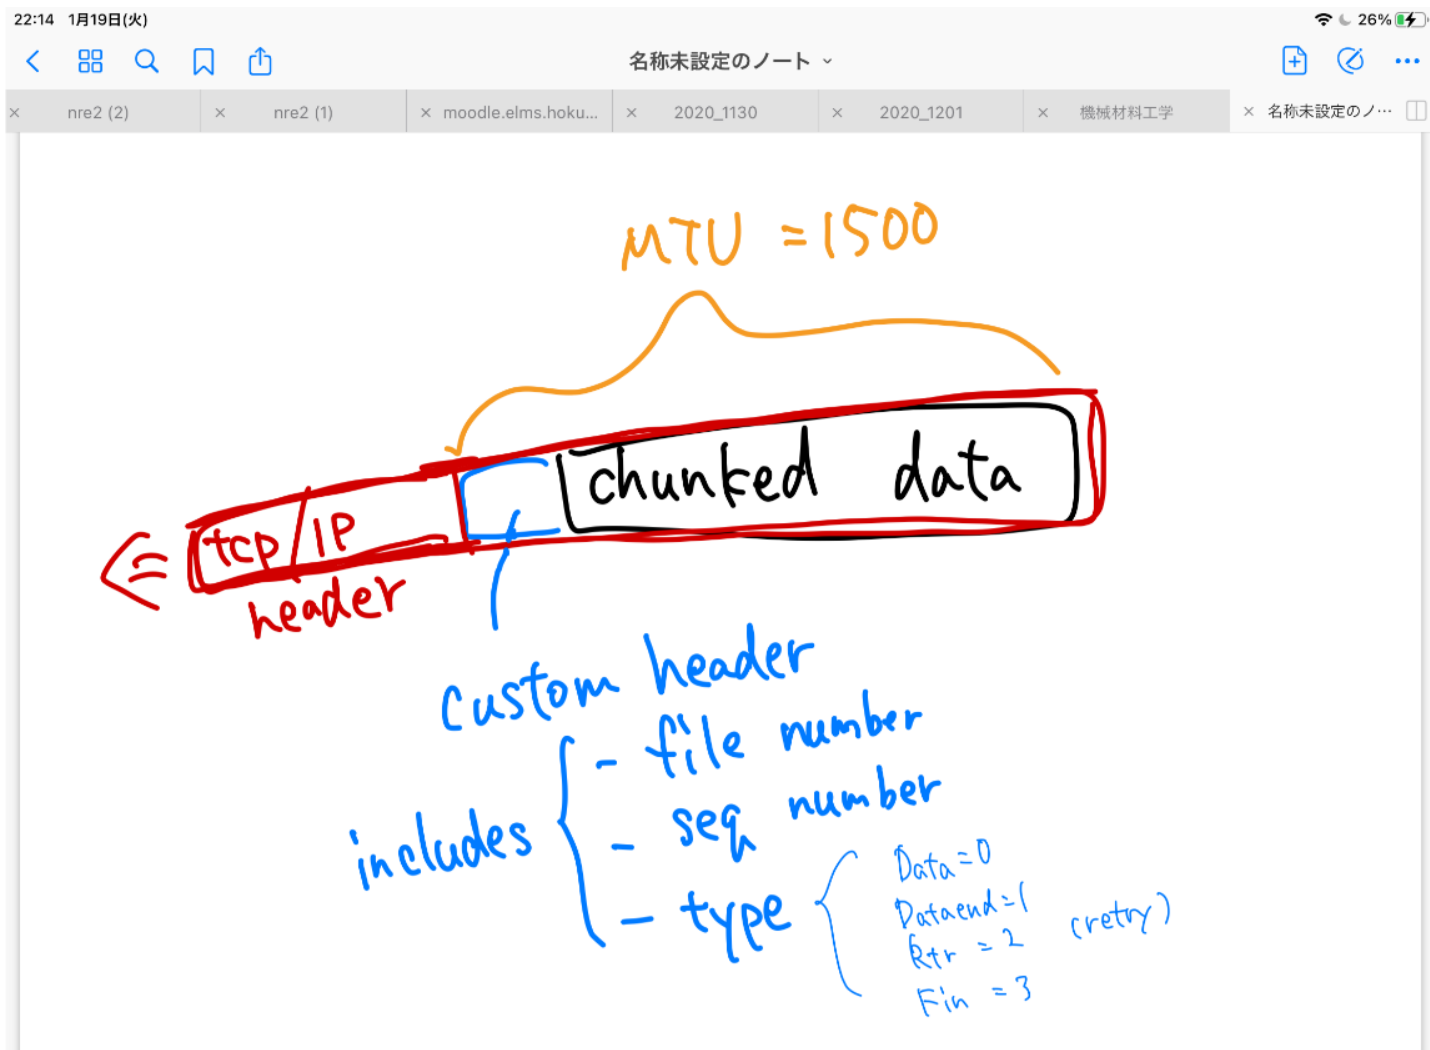 22:14 1月19日(火)
26%
名称未設定のノート
nre2 (2)
nre2 (1)
moodle.elms.hoku...
2020_1130
2020_1201
機械材料工学
名称未設定のノ…
MTU = 1500
chunked data
tcp/IP
header
custom header
includes
- file number
- seq number
- type
Data=0
Dataend=1
Rtr = 2 (retry)
Fin = 3